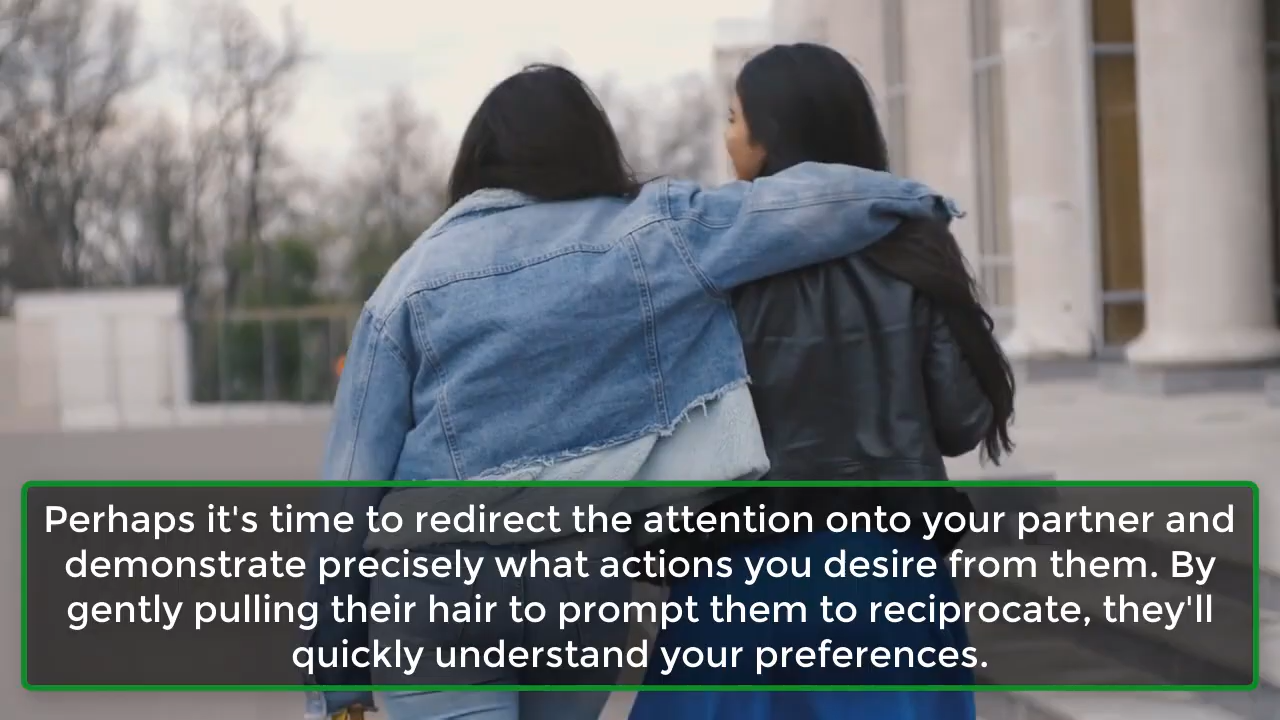 Perhaps it's time to redirect the attention onto your partner and
demonstrate precisely what actions you desire from them. By
gently pulling their hair to prompt them to reciprocate, they'll
quickly understand your preferences.